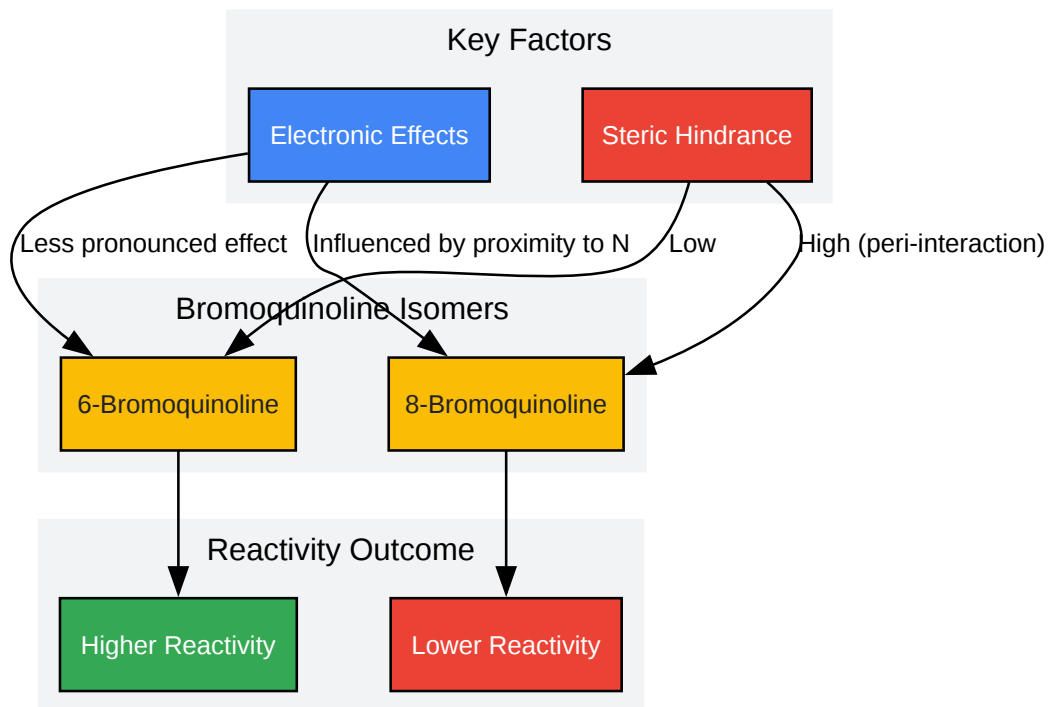 Key Factors
Electronic Effects
Steric Hindrance
Less pronounced effect
Influenced by proximity to N
Low
High (peri-interaction)
Bromoquinoline Isomers
6-Bromoquinoline
8-Bromoquinoline
Reactivity Outcome
Higher Reactivity
Lower Reactivity